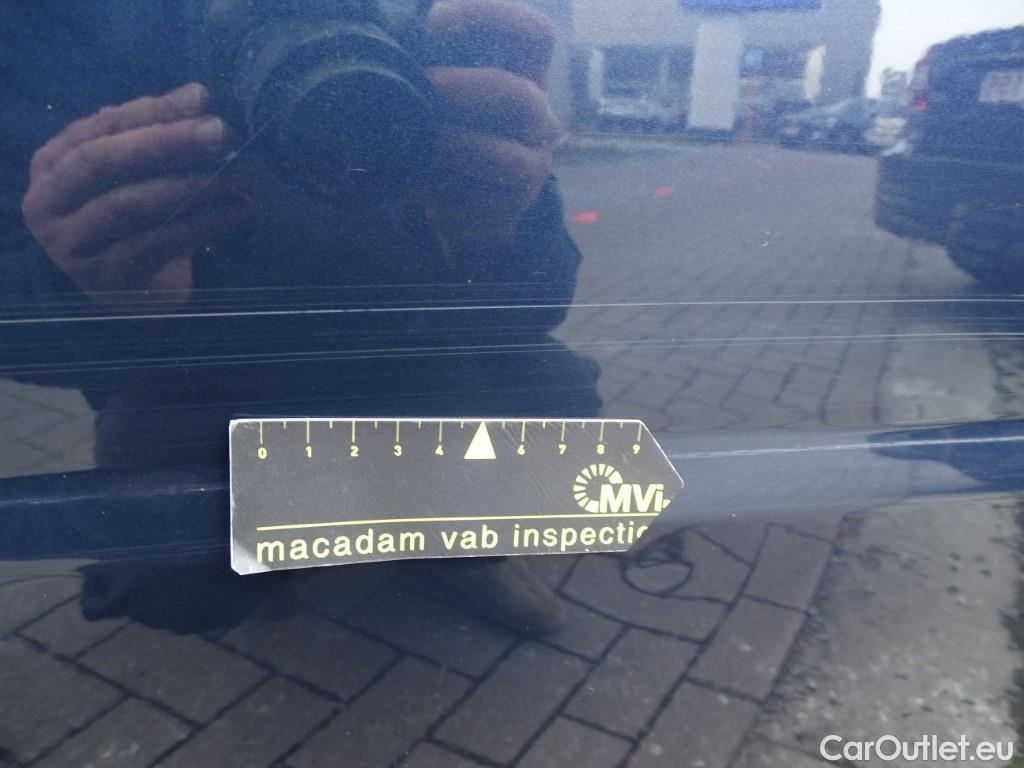 0 1 2 3 4 6 7 8 9
MVi
macadam vab inspectio
CarOutlet.eu